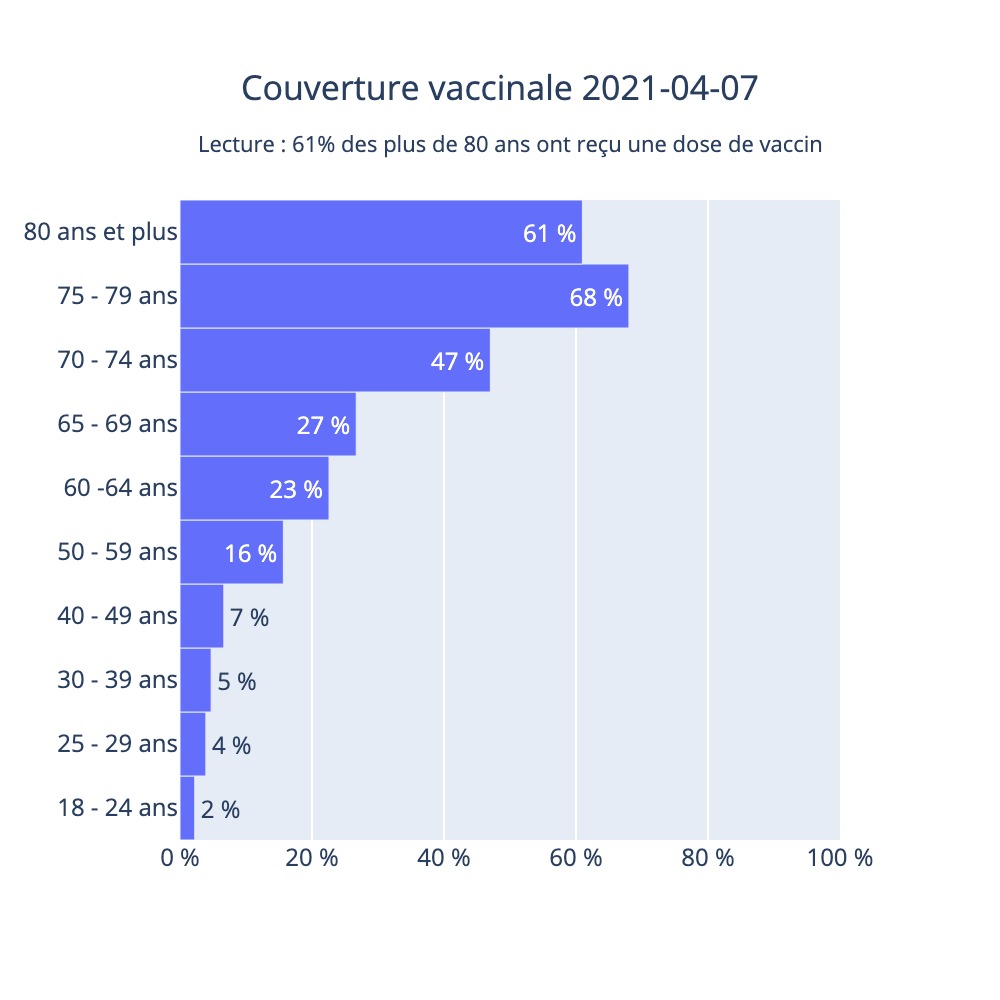 Couverture vaccinale 2021-04-07
Lecture : 61% des plus de 80 ans ont reçu une dose de vaccin
80 ans et plus 61 %
75 - 79 ans 68 %
70 - 74 ans 47 %
65 - 69 ans 27 %
60 -64 ans 23 %
50 - 59 ans 16 %
40 - 49 ans 7 %
30 - 39 ans 5 %
25 - 29 ans 4 %
18 - 24 ans 2 %
0 % 20 % 40 % 60 % 80 % 100 %